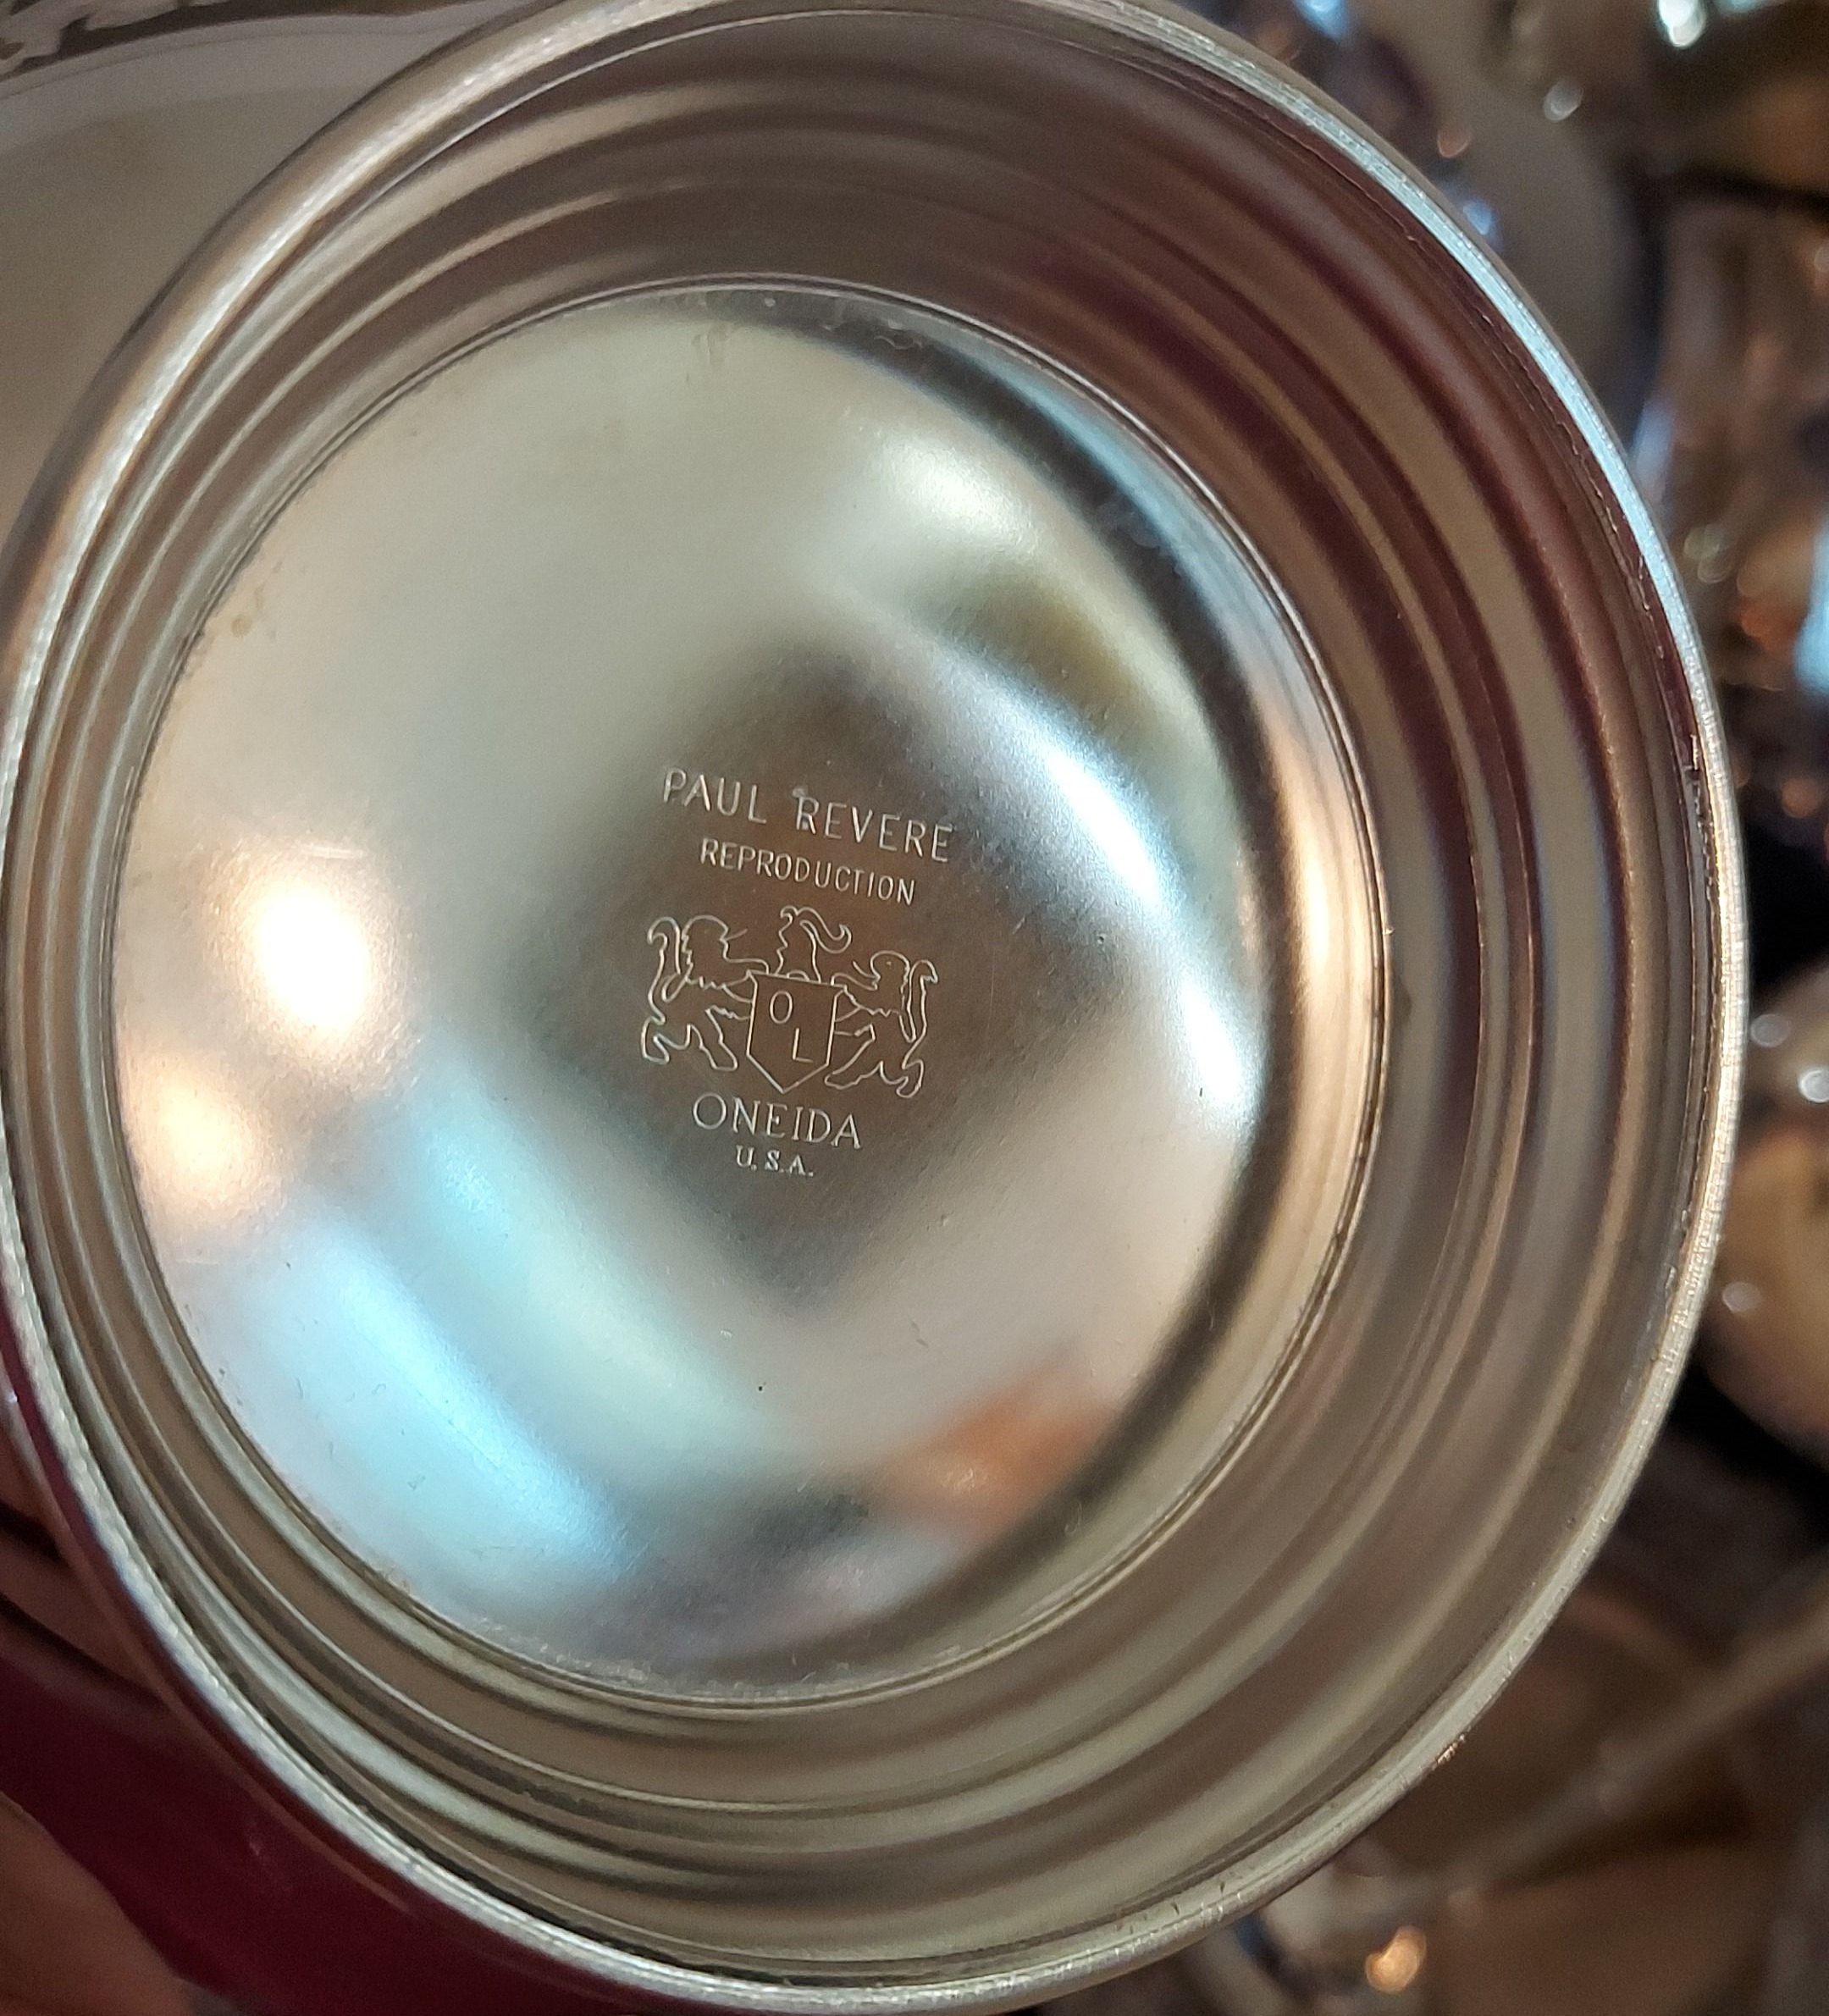 PAUL REVERE
REPRODUCTION
O
L
ONEIDA
U.S.A.